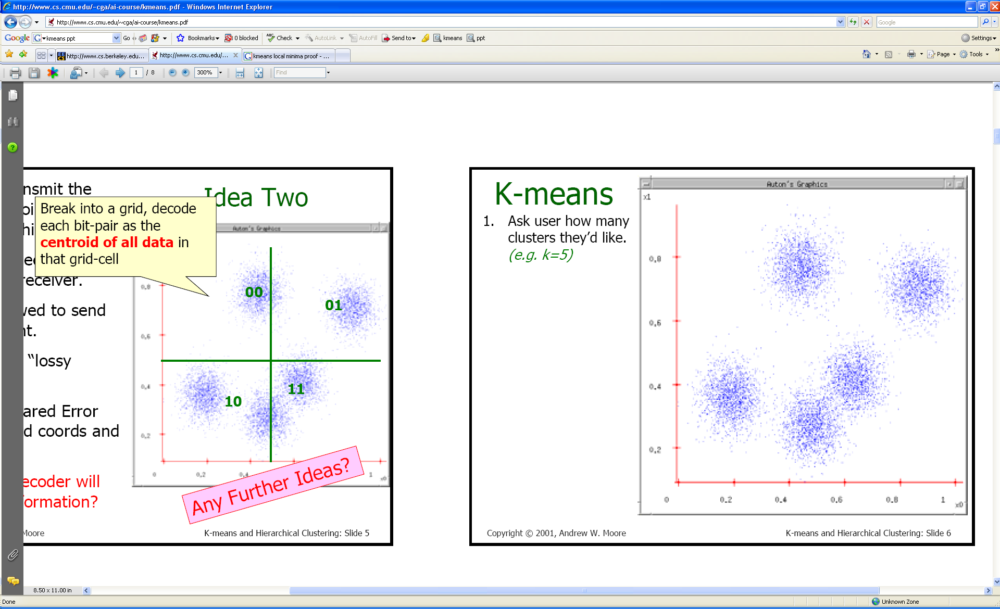 http://www.cs.cmu.edu/~cga/ai-course/kmeans.pdf - Windows Internet Explorer
http://www.cs.cmu.edu/~cga/ai-course/kmeans.pdf
Google
Google
kmeans ppt
Go
Bookmarks
0 blocked
Check
AutoLink
AutoFill
Send to
kmeans
ppt
Settings
http://www.cs.berkeley.edu...
http://www.cs.cmu.edu/...
kmeans local minima proof - ...
Page
Tools
1 / 8
300%
Find
nsmit the
Break into a grid, decode
each bit-pair as the
centroid of all data in
that grid-cell
receiver.
wed to send
nt.
“lossy
ared Error
d coords and
ecoder will
formation?
Moore
Idea Two
Auton's Graphics
0.8
0.6
0.4
0.2
0 0.2 0.4 1 x0
00
01
10
11
Any Further Ideas?
K-means and Hierarchical Clustering: Slide 5
K-means
1. Ask user how many
clusters they’d like.
(e.g. k=5)
Auton's Graphics
x1
0.8
0.6
0.4
0.2
0 0.2 0.4 0.6 0.8 1 x0
Copyright © 2001, Andrew W. Moore
K-means and Hierarchical Clustering: Slide 6
8.50 x 11.00 in
Done
Unknown Zone